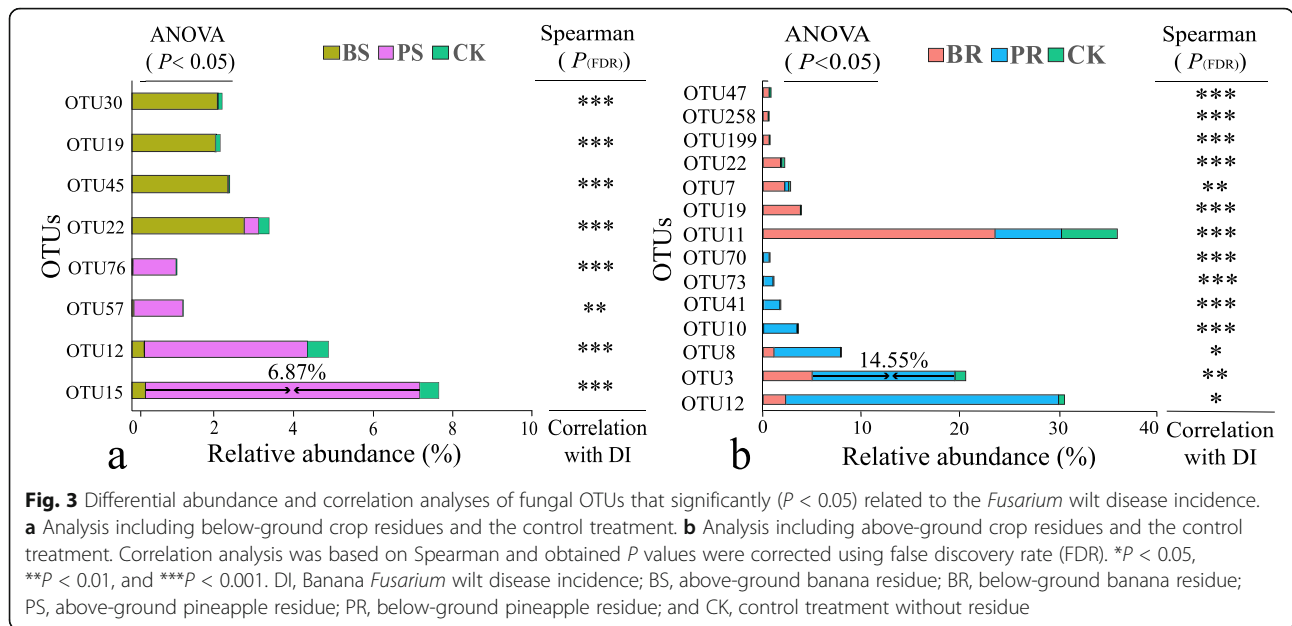 ANOVA
( P< 0.05)
BS PS CK
Spearman
( P(FDR))
OTUs
OTU30 ***
OTU19 ***
OTU45 ***
OTU22 ***
OTU76 ***
OTU57 **
OTU12 ***
OTU15 ***
6.87%
0 2 4 6 8 10
Relative abundance (%)
Correlation
with DI
a
ANOVA
( P<0.05)
BR PR CK
Spearman
( P(FDR))
OTUs
OTU47 ***
OTU258 ***
OTU199 ***
OTU22 ***
OTU7 **
OTU19 ***
OTU11 ***
OTU70 ***
OTU73 ***
OTU41 ***
OTU10 ***
OTU8 *
14.55%
OTU3 **
OTU12 *
0 10 20 30 40
Relative abundance (%)
Correlation
with DI
b
Fig. 3 Differential abundance and correlation analyses of fungal OTUs that significantly (P < 0.05) related to the Fusarium wilt disease incidence.
a Analysis including below-ground crop residues and the control treatment. b Analysis including above-ground crop residues and the control
treatment. Correlation analysis was based on Spearman and obtained P values were corrected using false discovery rate (FDR). *P < 0.05,
**P < 0.01, and ***P < 0.001. DI, Banana Fusarium wilt disease incidence; BS, above-ground banana residue; BR, below-ground banana residue;
PS, above-ground pineapple residue; PR, below-ground pineapple residue; and CK, control treatment without residue